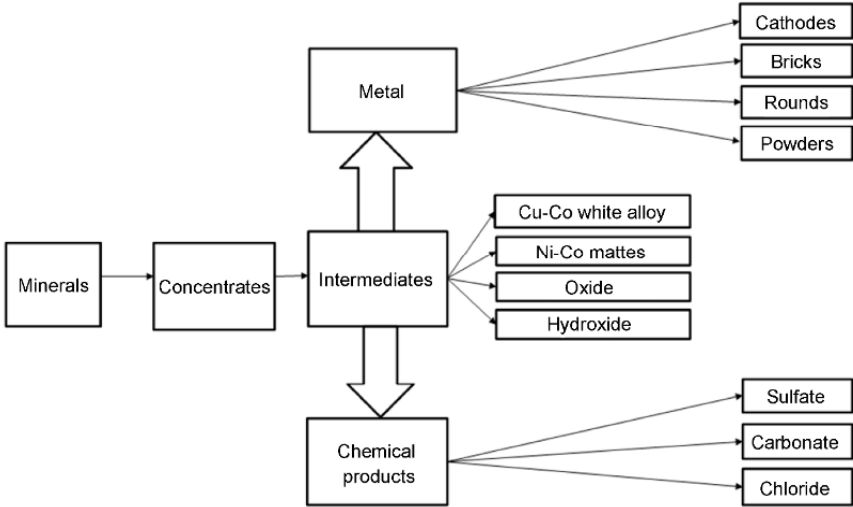 Cathodes
Bricks
Metal
Rounds
Powders
Cu-Co white alloy
Ni-Co mattes
Minerals
Concentrates
Intermediates
Oxide
Hydroxide
Sulfate
Chemical
products
Carbonate
Chloride